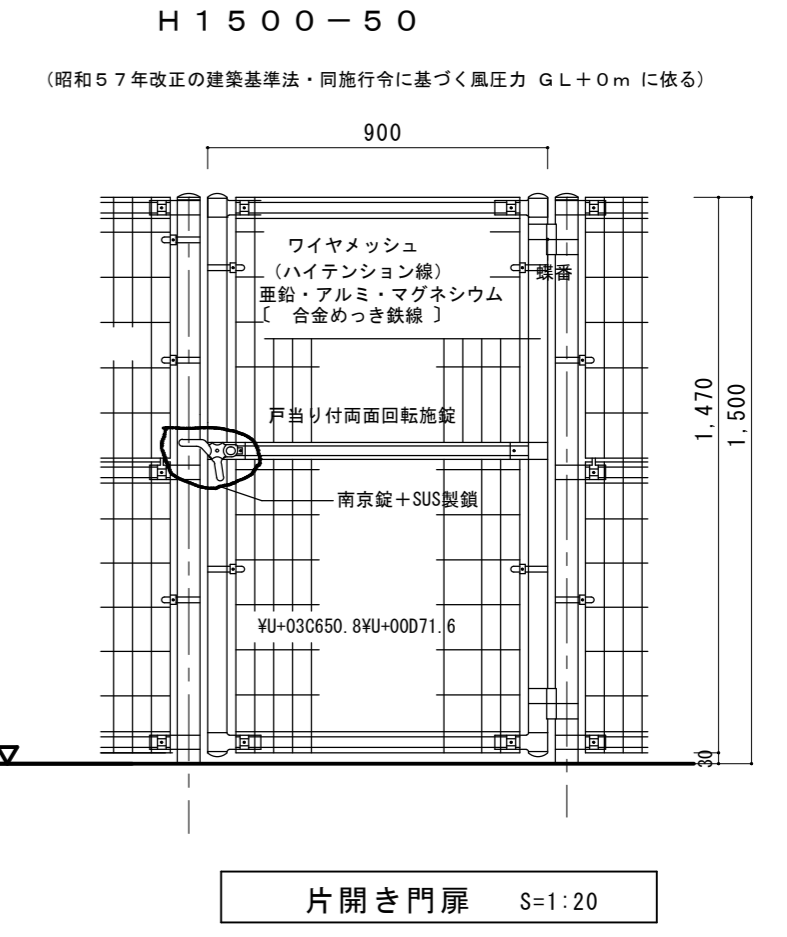 Ｈ１５００－５０
（昭和５７年改正の建築基準法・同施行令に基づく風圧力 ＧＬ＋０ｍ に依る）
900
ワイヤメッシュ
（ハイテンション線）
蝶番
亜鉛・アルミ・マグネシウム
〔 合金めっき鉄線 〕
1,470
1,500
戸当り付両面回転施錠
南京錠＋SUS製鎖
¥U+03C650.8¥U+00D71.6
30
片開き門扉 S=1:20